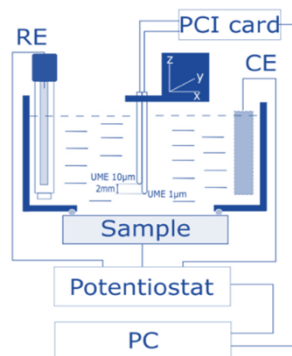 PCI card
RE
CE
z
y
x
UME 10μm
2mm
UME 1μm
Sample
Potentiostat
PC